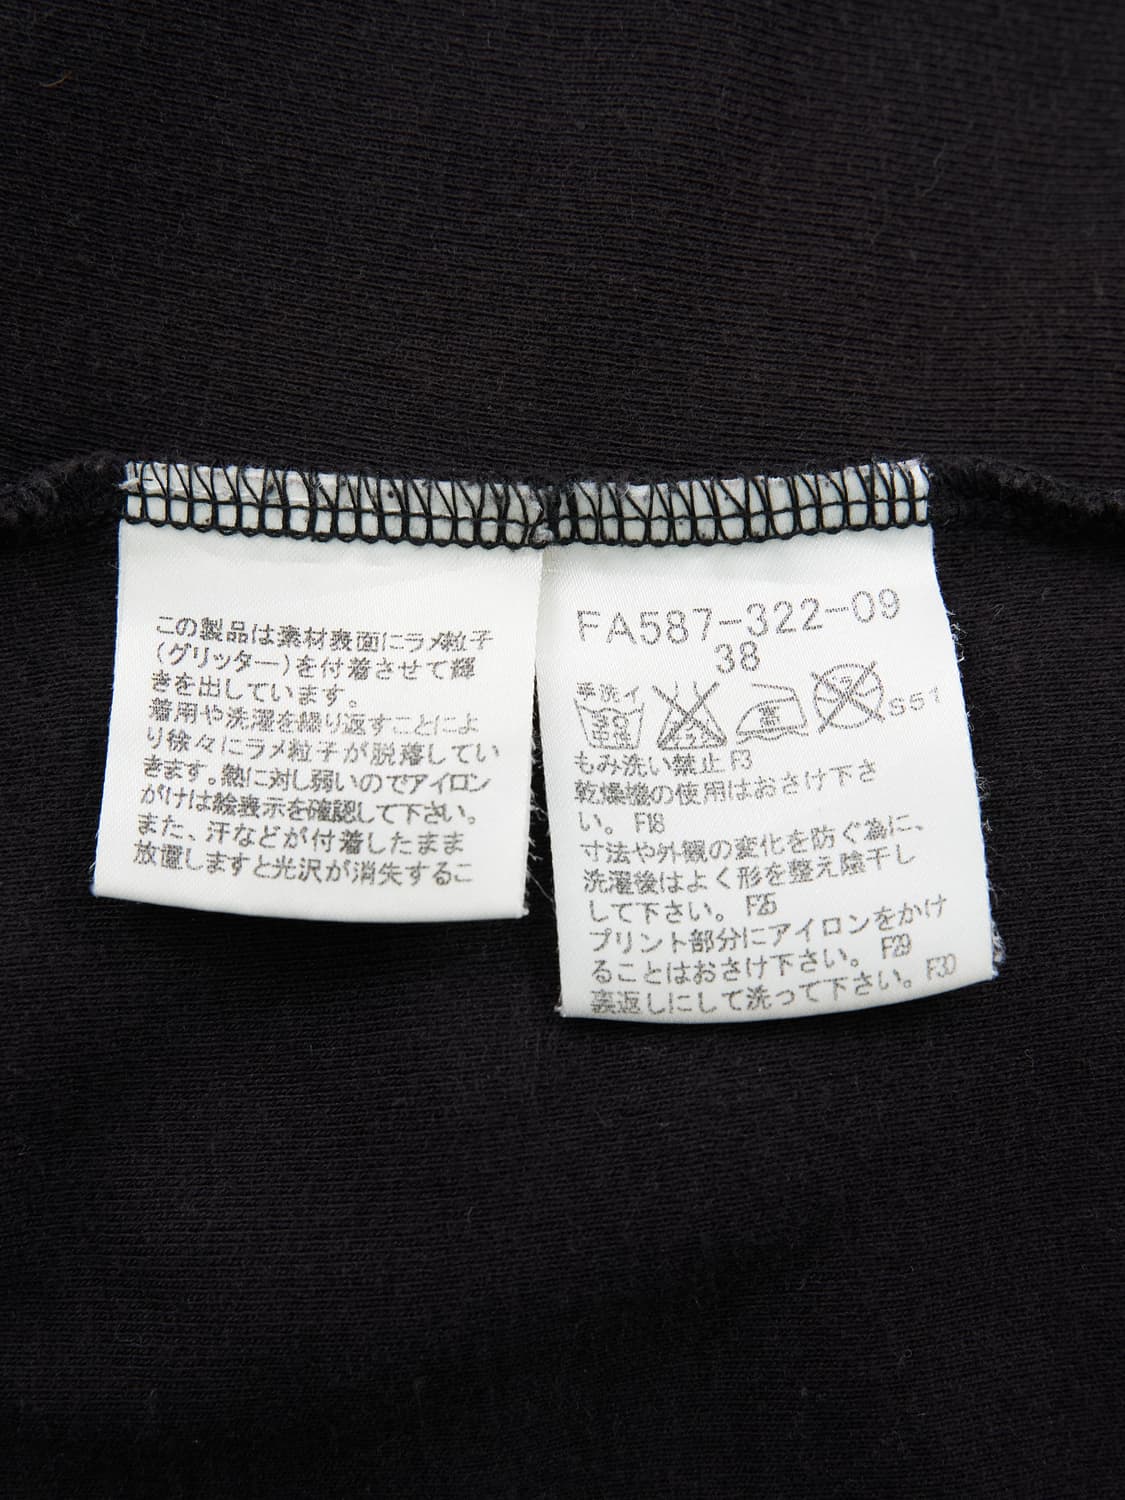 この製品は素材表面にラメ粒子
(グリッター)を付着させて輝
きを出しています。
着用や洗濯を繰り返すことによ
り徐々にラメ粒子が脱落してい
きます。熱に対し弱いのでアイロン
がけは絵表示を確認して下さい。
また、汗などが付着したまま
放置しますと光沢が消失するこ
FA587-322-09
38
手洗イ
S51
もみ洗い禁止 F3
乾燥機の使用はおさけ下さ
い。 F18
寸法や外観の変化を防ぐ為に、
洗濯後はよく形を整え陰干し
して下さい。 F25
プリント部分にアイロンをかけ
ることはおさけ下さい。 F29
裏返しにして洗って下さい。 F30